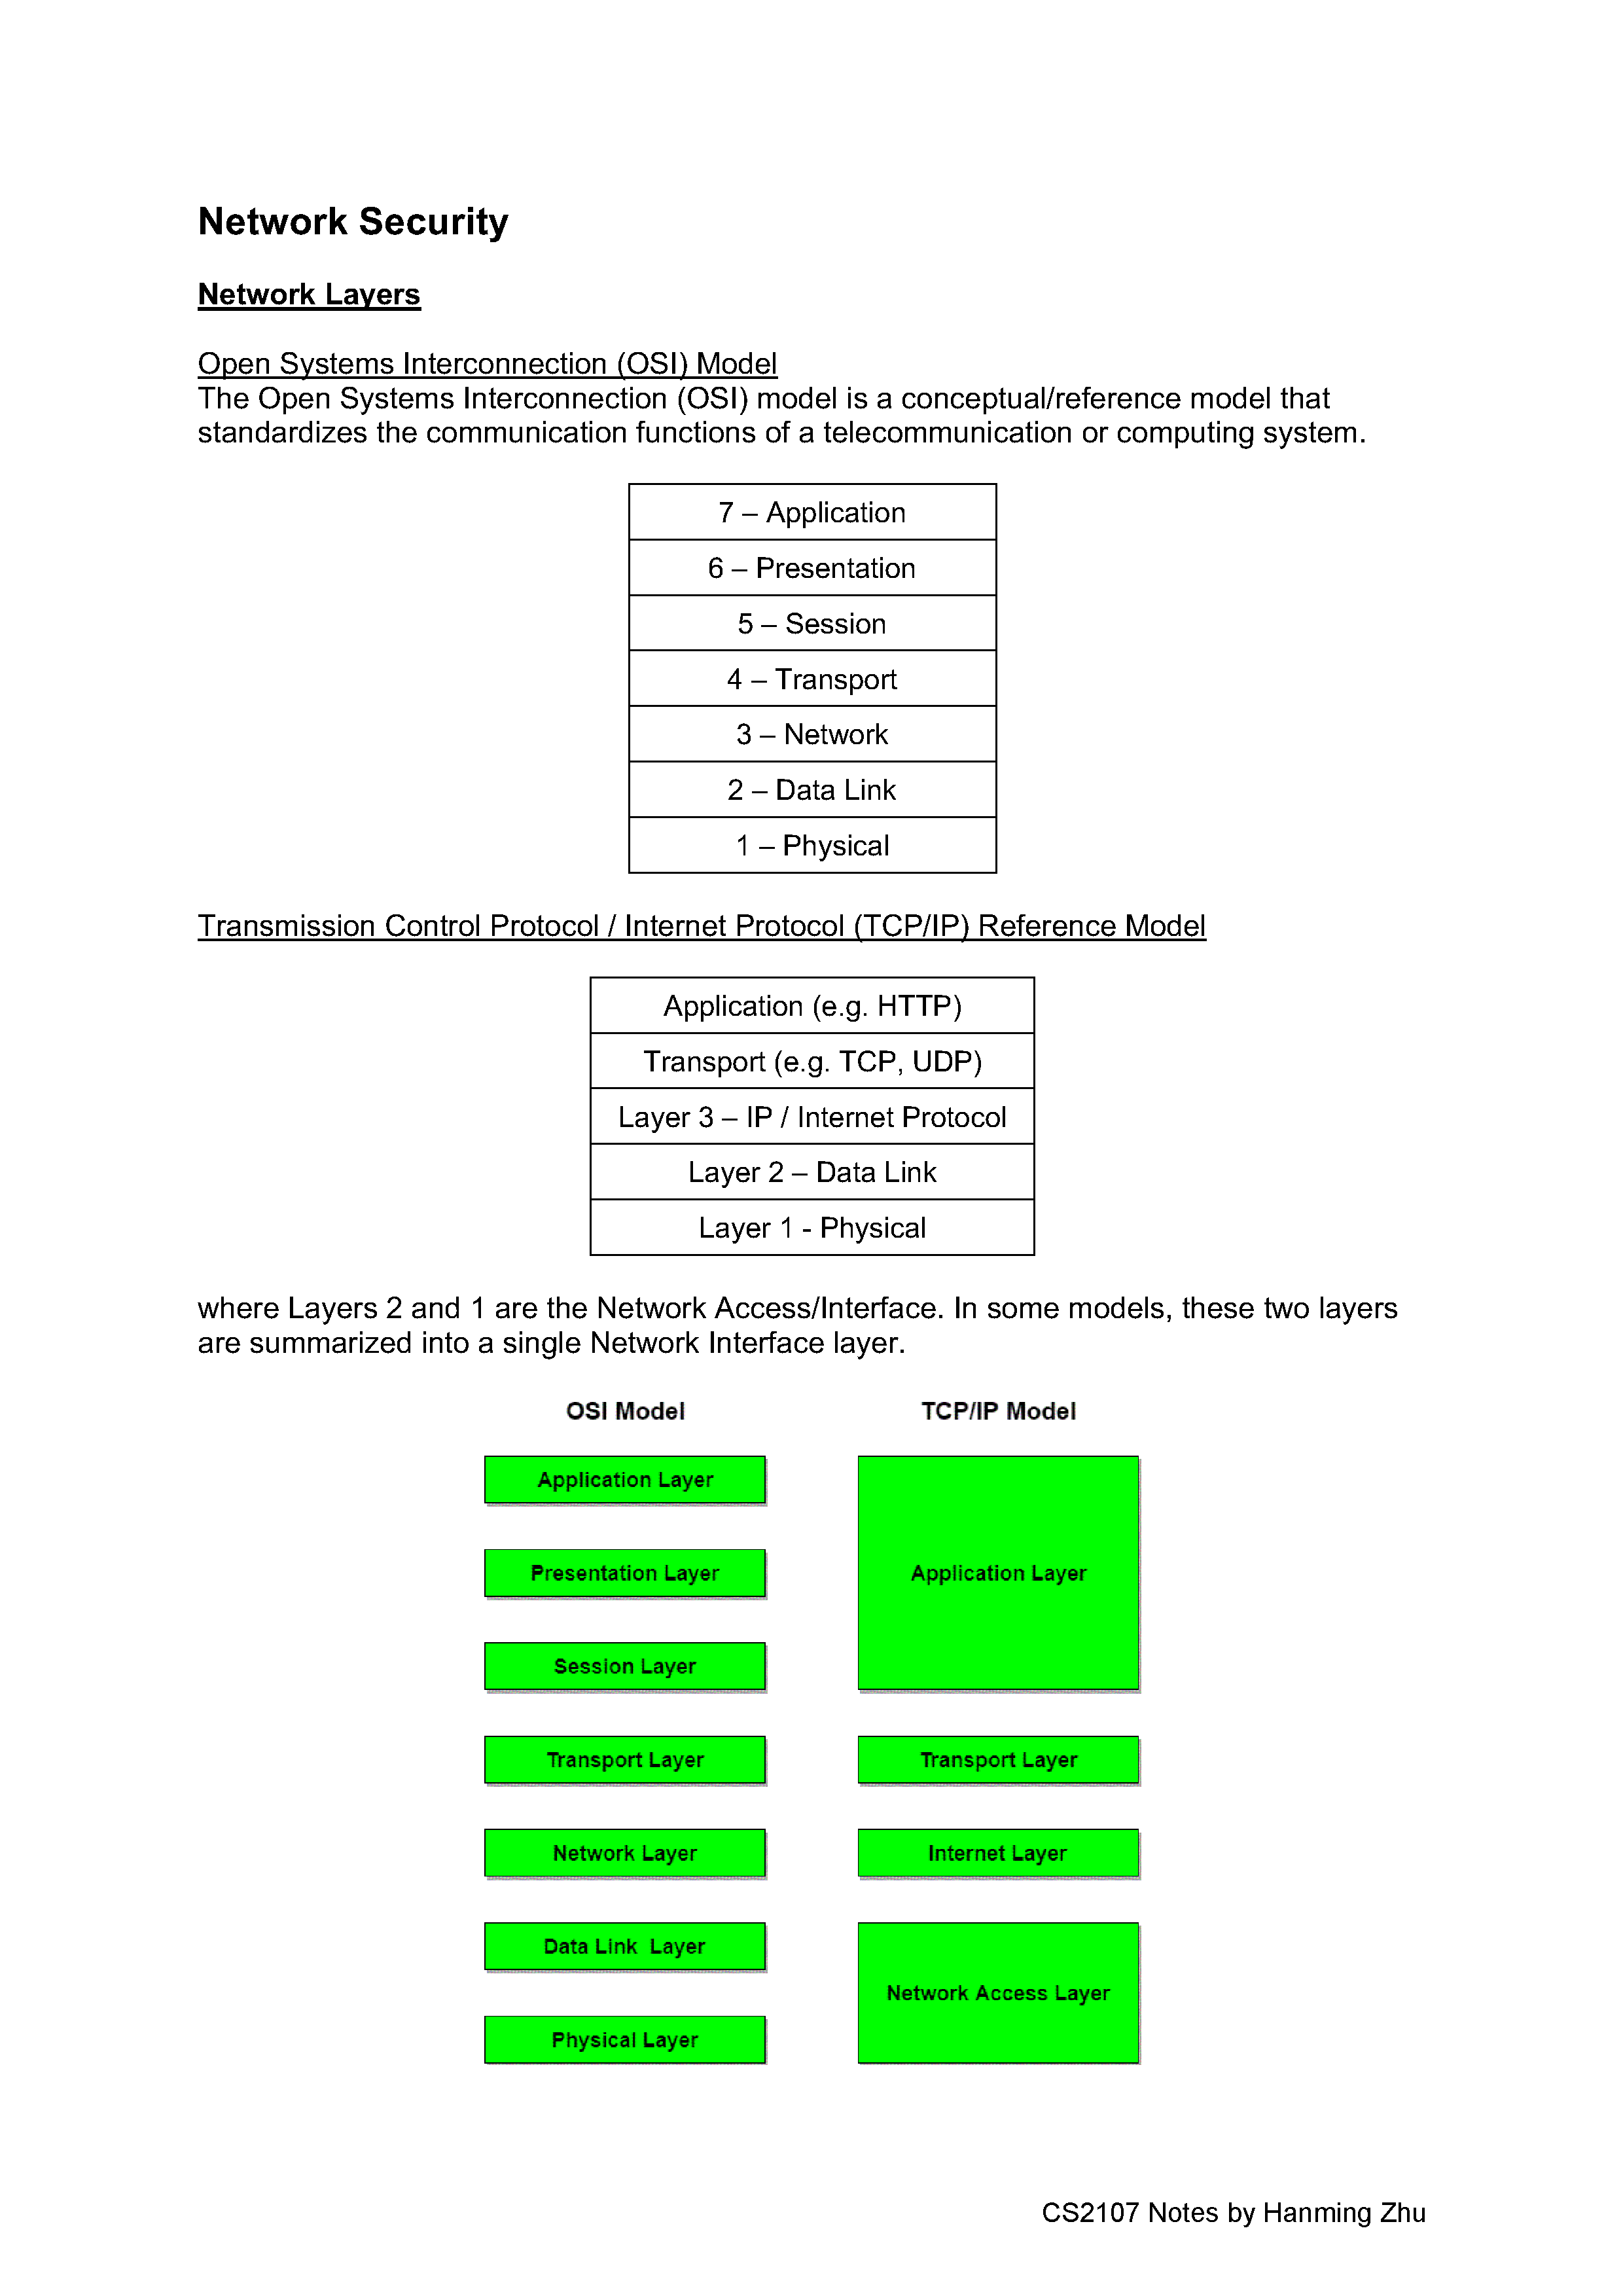 Network Security
Network Layers
Open Systems Interconnection (OSI) Model
The Open Systems Interconnection (OSI) model is a conceptual/reference model that
standardizes the communication functions of a telecommunication or computing system.
7 – Application
6 – Presentation
5 – Session
4 – Transport
3 – Network
2 – Data Link
1 – Physical
Transmission Control Protocol / Internet Protocol (TCP/IP) Reference Model
Application (e.g. HTTP)
Transport (e.g. TCP, UDP)
Layer 3 – IP / Internet Protocol
Layer 2 – Data Link
Layer 1 - Physical
where Layers 2 and 1 are the Network Access/Interface. In some models, these two layers
are summarized into a single Network Interface layer.
OSI Model
Application Layer
Presentation Layer
Session Layer
Transport Layer
Network Layer
Data Link Layer
Physical Layer
TCP/IP Model
Application Layer
Transport Layer
Internet Layer
Network Access Layer
CS2107 Notes by Hanming Zhu